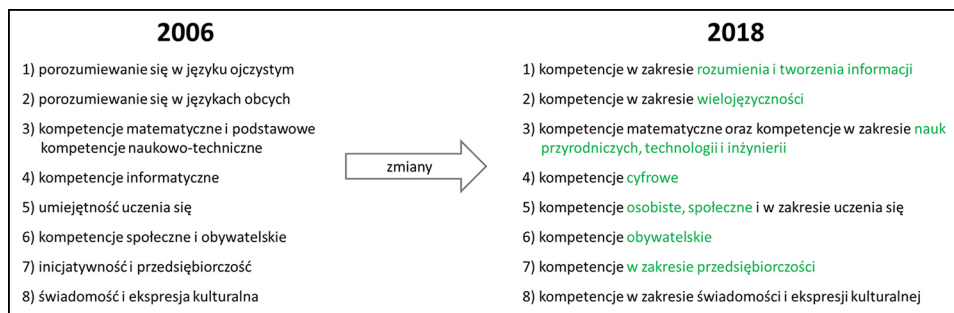 2006
1) porozumiewanie się w języku ojczystym
2) porozumiewanie się w językach obcych
3) kompetencje matematyczne i podstawowe
kompetencje naukowo-techniczne
4) kompetencje informatyczne
5) umiejętność uczenia się
6) kompetencje społeczne i obywatelskie
7) inicjatywność i przedsiębiorczość
8) świadomość i ekspresja kulturalna
zmiany
2018
1) kompetencje w zakresie rozumienia i tworzenia informacji
2) kompetencje w zakresie wielojęzyczności
3) kompetencje matematyczne oraz kompetencje w zakresie nauk
przyrodniczych, technologii i inżynierii
4) kompetencje cyfrowe
5) kompetencje osobiste, społeczne i w zakresie uczenia się
6) kompetencje obywatelskie
7) kompetencje w zakresie przedsiębiorczości
8) kompetencje w zakresie świadomości i ekspresji kulturalnej